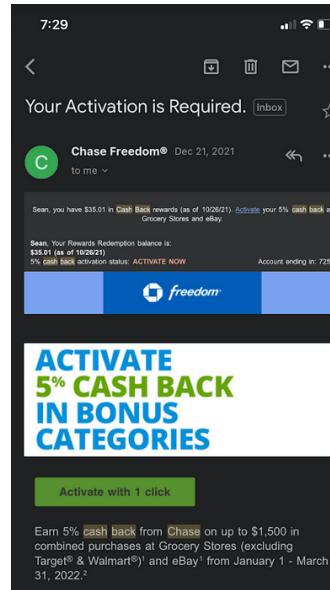 7:29
Your Activation is Required. Inbox
C
Chase Freedom® Dec 21, 2021
to me
Sean, you have $35.01 in Cash Back rewards (as of 10/26/21). Activate your 5% cash back a
Grocery Stores and eBay.
Sean, Your Rewards Redemption balance is:
$35.01 (as of 10/26/21)
5% cash back activation status: ACTIVATE NOW
Account ending in: 725
freedom
ACTIVATE
5% CASH BACK
IN BONUS
CATEGORIES
Activate with 1 click
Earn 5% cash back from Chase on up to $1,500 in
combined purchases at Grocery Stores (excluding
Target® & Walmart®)¹ and eBay¹ from January 1 - March
31, 2022.²